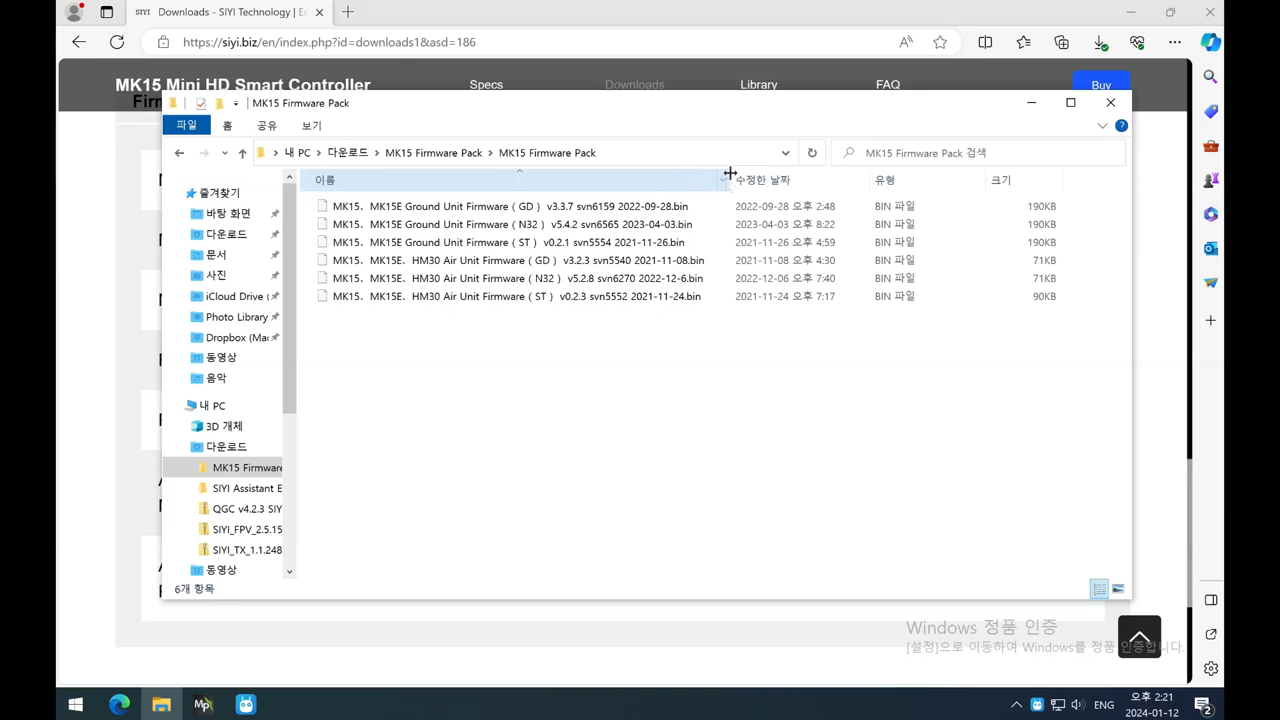 SIYI Downloads - SIYI Technology | En
https://siyi.biz/en/index.php?id=downloads1&asd=186
MK15 Mini HD Smart Controller Specs Downloads Library FAQ Buy
MK15 Firmware Pack
파일 홈 공유 보기
내 PC > 다운로드 > MK15 Firmware Pack > MK15 Firmware Pack
MK15 Firmware Pack 검색
이름 수정한 날짜 유형 크기
MK15、MK15E Ground Unit Firmware（GD） v3.3.7 svn6159 2022-09-28.bin 2022-09-28 오후 2:48 BIN 파일 190KB
MK15、MK15E Ground Unit Firmware（N32） v5.4.2 svn6565 2023-04-03.bin 2023-04-03 오후 8:22 BIN 파일 190KB
MK15、MK15E Ground Unit Firmware（ST） v0.2.1 svn5554 2021-11-26.bin 2021-11-26 오후 4:59 BIN 파일 190KB
MK15、MK15E、HM30 Air Unit Firmware（GD） v3.2.3 svn5540 2021-11-08.bin 2021-11-08 오후 4:30 BIN 파일 71KB
MK15、MK15E、HM30 Air Unit Firmware（N32） v5.2.8 svn6270 2022-12-6.bin 2022-12-06 오후 7:40 BIN 파일 71KB
MK15、MK15E、HM30 Air Unit Firmware（ST） v0.2.3 svn5552 2021-11-24.bin 2021-11-24 오후 7:17 BIN 파일 90KB
즐겨찾기
바탕 화면
다운로드
문서
사진
iCloud Drive (
Photo Library
Dropbox (Mac
동영상
음악
내 PC
3D 개체
다운로드
MK15 Firmware
SIYI Assistant E
QGC v4.2.3 SIY
SIYI_FPV_2.5.15
SIYI_TX_1.1.248
동영상
6개 항목
Windows 정품 인증
[설정]으로 이동하여 Windows를 정품 인증합니다.
Mp
ENG
오후 2:21
2024-01-12
2